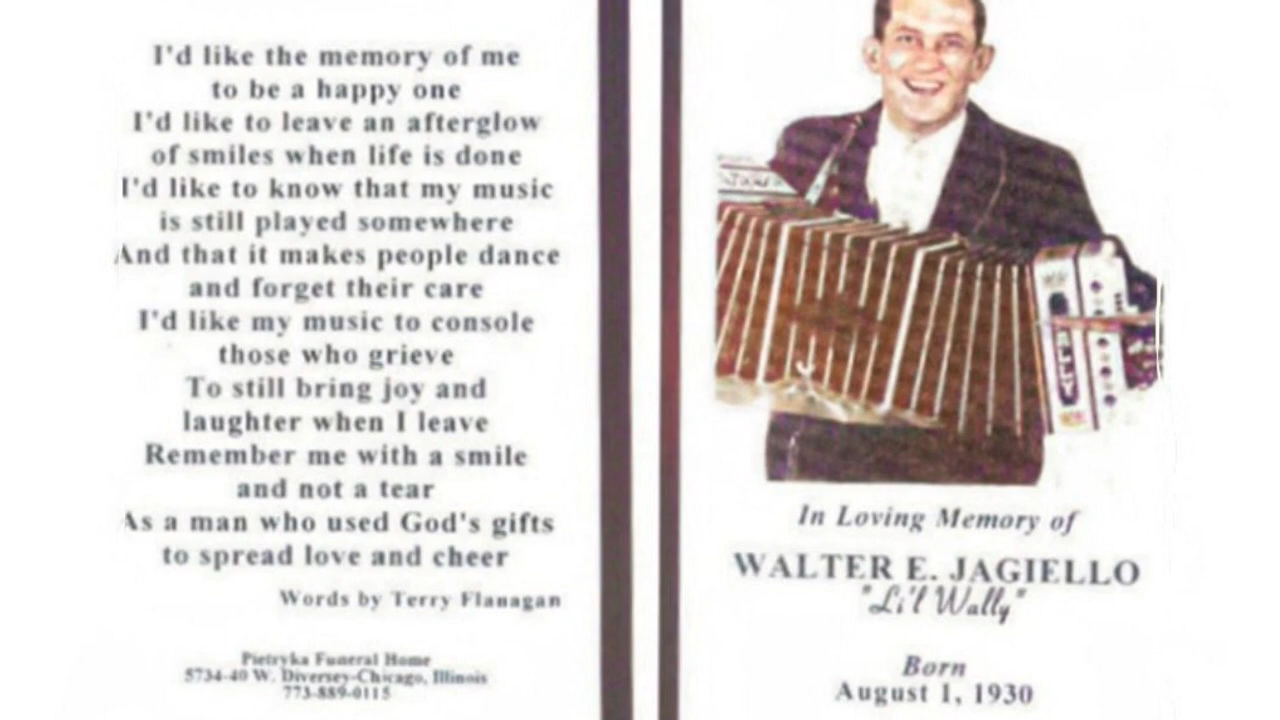 I'd like the memory of me
to be a happy one
I'd like to leave an afterglow
of smiles when life is done
I'd like to know that my music
is still played somewhere
And that it makes people dance
and forget their care
I'd like my music to console
those who grieve
To still bring joy and
laughter when I leave
Remember me with a smile
and not a tear
As a man who used God's gifts
to spread love and cheer
Words by Terry Flanagan
Pietryka Funeral Home
5734-40 W. Diversey-Chicago, Illinois
773-889-0115
In Loving Memory of
WALTER E. JAGIELLO
"Li'l Wally"
Born
August 1, 1930